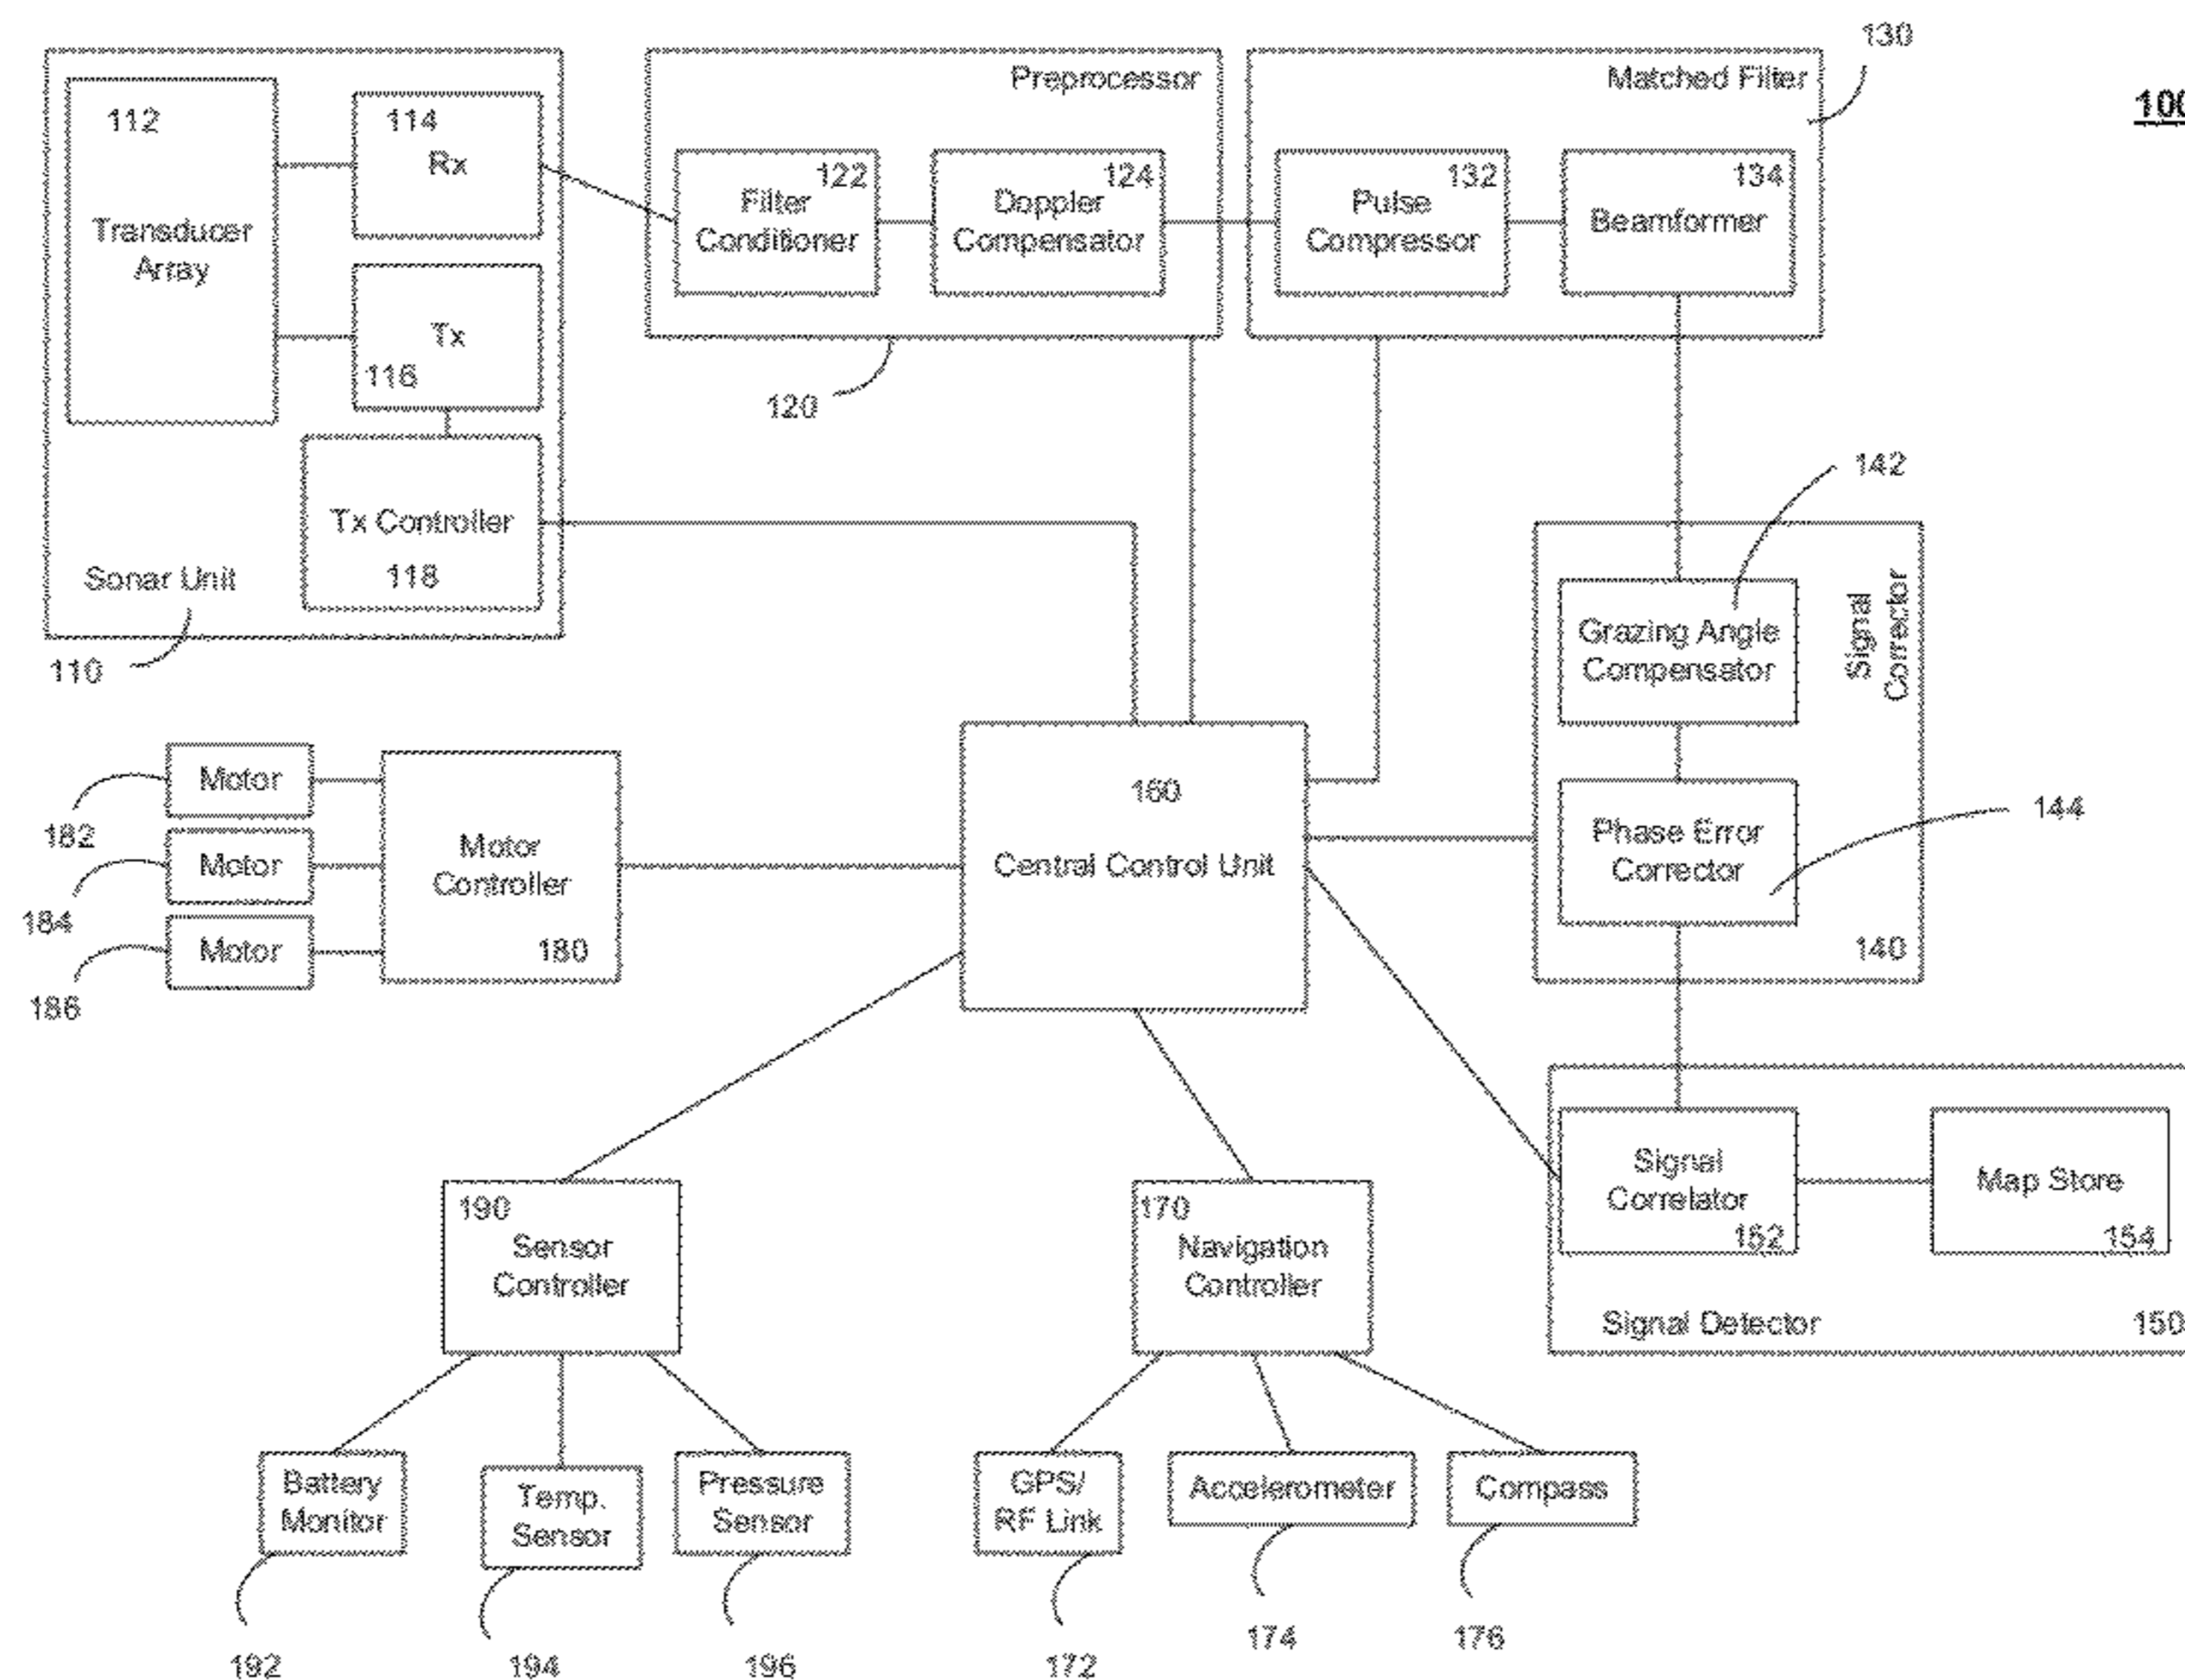 130
100
Preprocessor
Matched Filter
112
Transducer
Array
114
Rx
Tx
116
Tx Controller
118
Sonar Unit
110
122
Filter
Conditioner
124
Doppler
Compensator
120
132
Pulse
Compressor
134
Beamformer
142
Grazing Angle
Compensator
Signal
Corrector
Phase Error
Corrector
144
140
160
Central Control Unit
Motor
182
Motor
184
Motor
186
Motor
Controller
180
Signal
Correlator
152
Map Store
154
Signal Detector
150
190
Sensor
Controller
170
Navigation
Controller
Battery
Monitor
Temp.
Sensor
Pressure
Sensor
GPS/
RF Link
Accelerometer
Compass
192
194
196
172
174
176